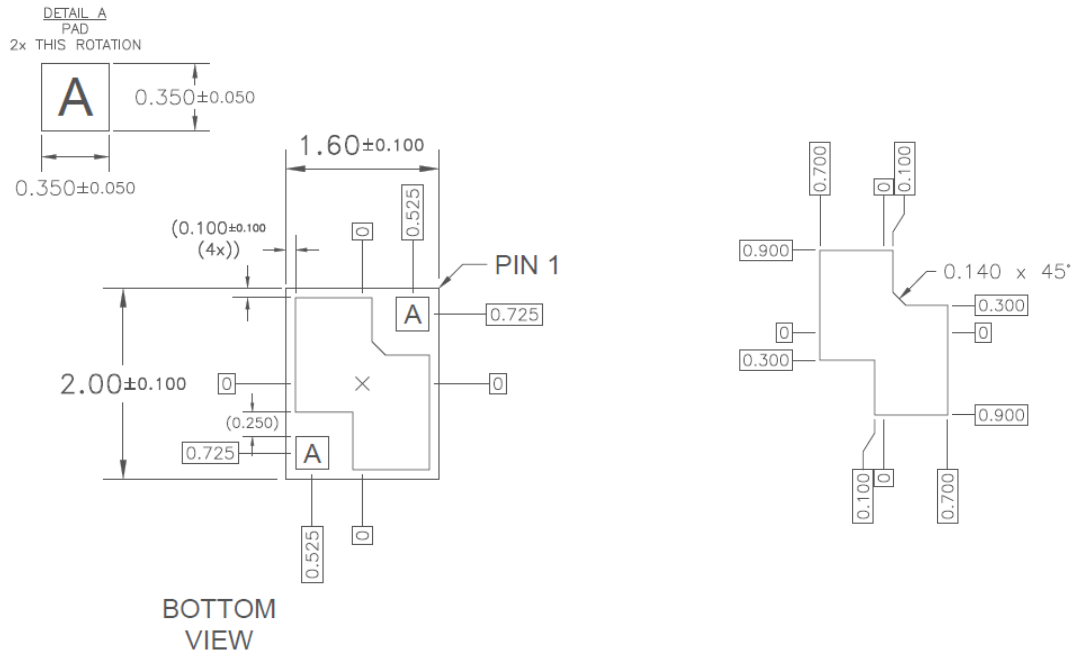 DETAIL A
PAD
2x THIS ROTATION
A
0.350±0.050
0.350±0.050
1.60±0.100
0.525
0
(0.100±0.100
(4x))
PIN 1
A
0.725
2.00±0.100
0
0
(0.250)
0.725
A
0.525
0
BOTTOM
VIEW
0.700
0
0.100
0.900
0.140 x 45°
0.300
0
0
0.300
0.900
0.100
0
0.700